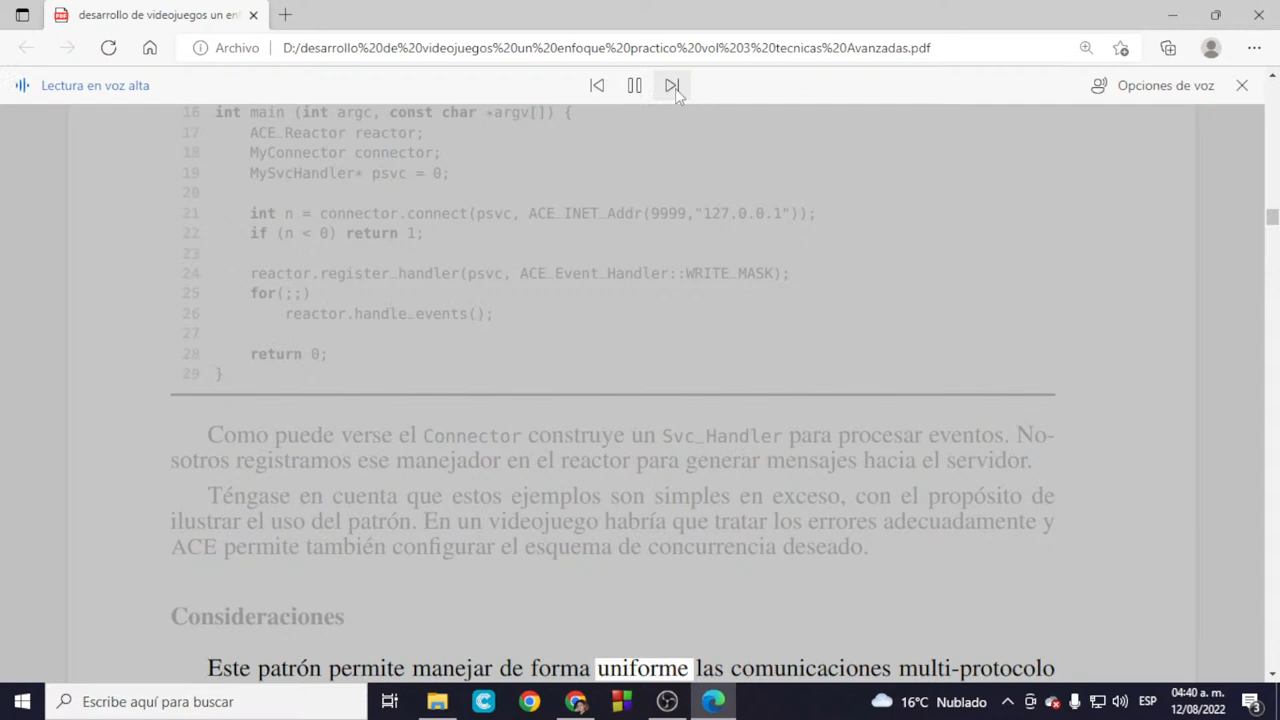 desarrollo de videojuegos un en
Archivo
D:/desarrollo%20de%20videojuegos%20un%20enfoque%20practico%20vol%203%20tecnicas%20Avanzadas.pdf
Lectura en voz alta
Opciones de voz
16 int main (int argc, const char *argv[]) {
17 ACE_Reactor reactor;
18 MyConnector connector;
19 MySvcHandler* psvc = 0;
20
21 int n = connector.connect(psvc, ACE_INET_Addr(9999,"127.0.0.1"));
22 if (n < 0) return 1;
23
24 reactor.register_handler(psvc, ACE_Event_Handler::WRITE_MASK);
25 for(;;)
26 reactor.handle_events();
27
28 return 0;
29 }
Como puede verse el Connector construye un Svc_Handler para procesar eventos. No-
sotros registramos ese manejador en el reactor para generar mensajes hacia el servidor.
Téngase en cuenta que estos ejemplos son simples en exceso, con el propósito de
ilustrar el uso del patrón. En un videojuego habría que tratar los errores adecuadamente y
ACE permite también configurar el esquema de concurrencia deseado.
Consideraciones
Este patrón permite manejar de forma uniforme las comunicaciones multi-protocolo
Escribe aquí para buscar
16°C Nublado
ESP
04:40 a. m.
12/08/2022
3